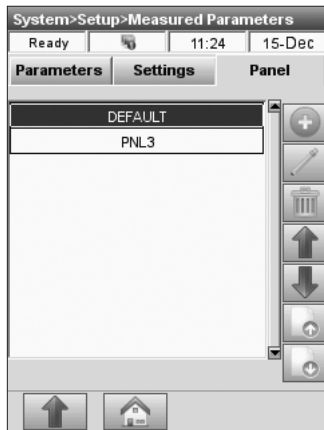 System>Setup>Measured Parameters
Ready 11:24 15-Dec
Parameters Settings Panel
DEFAULT
PNL3